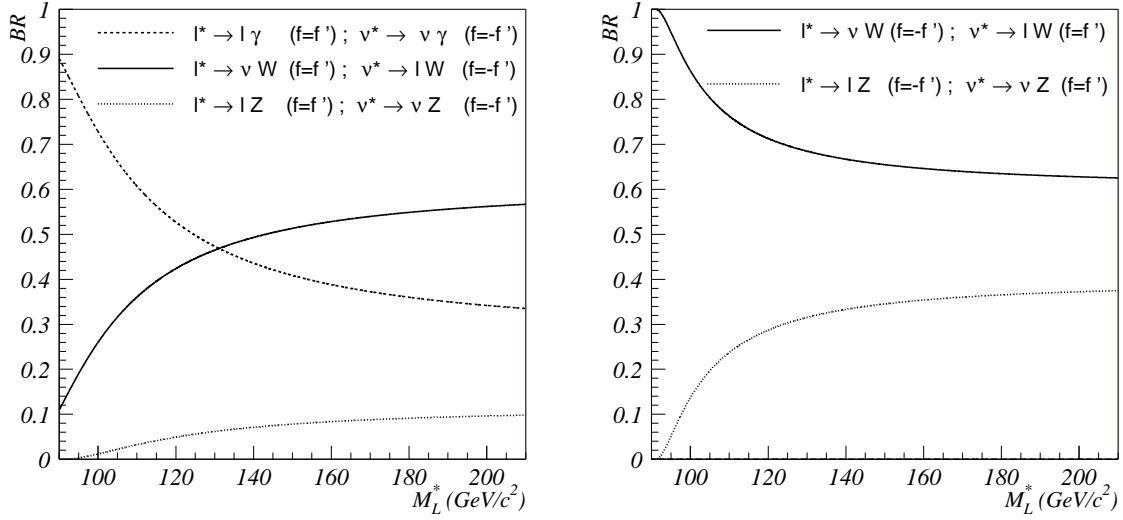 BR
1
0.9
0.8
0.7
0.6
0.5
0.4
0.3
0.2
0.1
0
l* → l γ (f=f') ; ν* → ν γ (f=-f')
l* → ν W (f=f') ; ν* → l W (f=-f')
l* → l Z (f=f') ; ν* → ν Z (f=-f')
100 120 140 160 180 200
M*L (GeV/c²)
BR
1
0.9
0.8
0.7
0.6
0.5
0.4
0.3
0.2
0.1
0
l* → ν W (f=-f') ; ν* → l W (f=f')
l* → l Z (f=-f') ; ν* → ν Z (f=f')
100 120 140 160 180 200
M*L (GeV/c²)